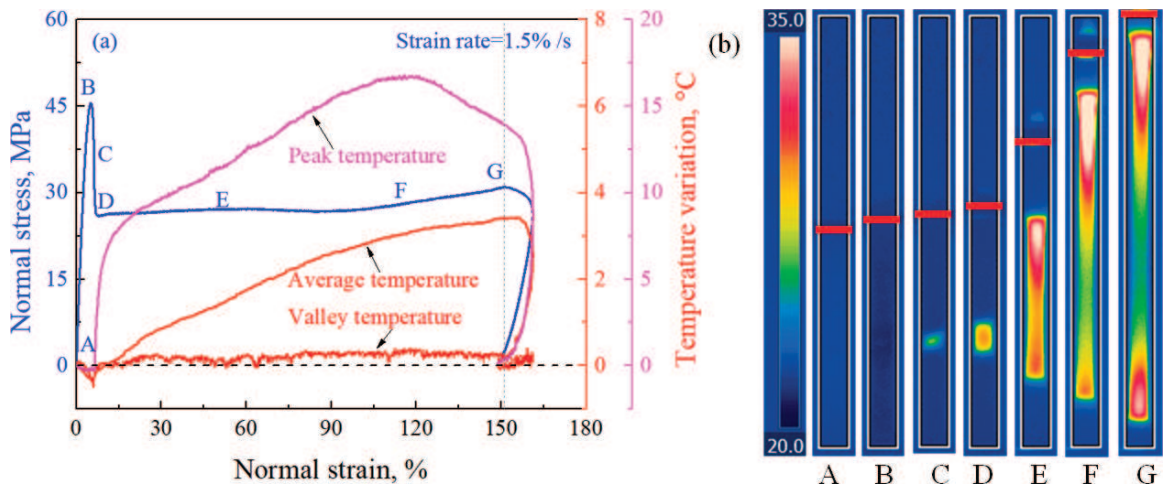 60
45
30
15
0
Normal stress, MPa
(a)
Strain rate=1.5% /s
B
C
D
A
E
F
G
Peak temperature
Average temperature
Valley temperature
0
30
60
90
120
150
180
Normal strain, %
8
6
4
2
0
Temperature variation, °C
20
15
10
5
0
35.0
20.0
(b)
A B C D E F G